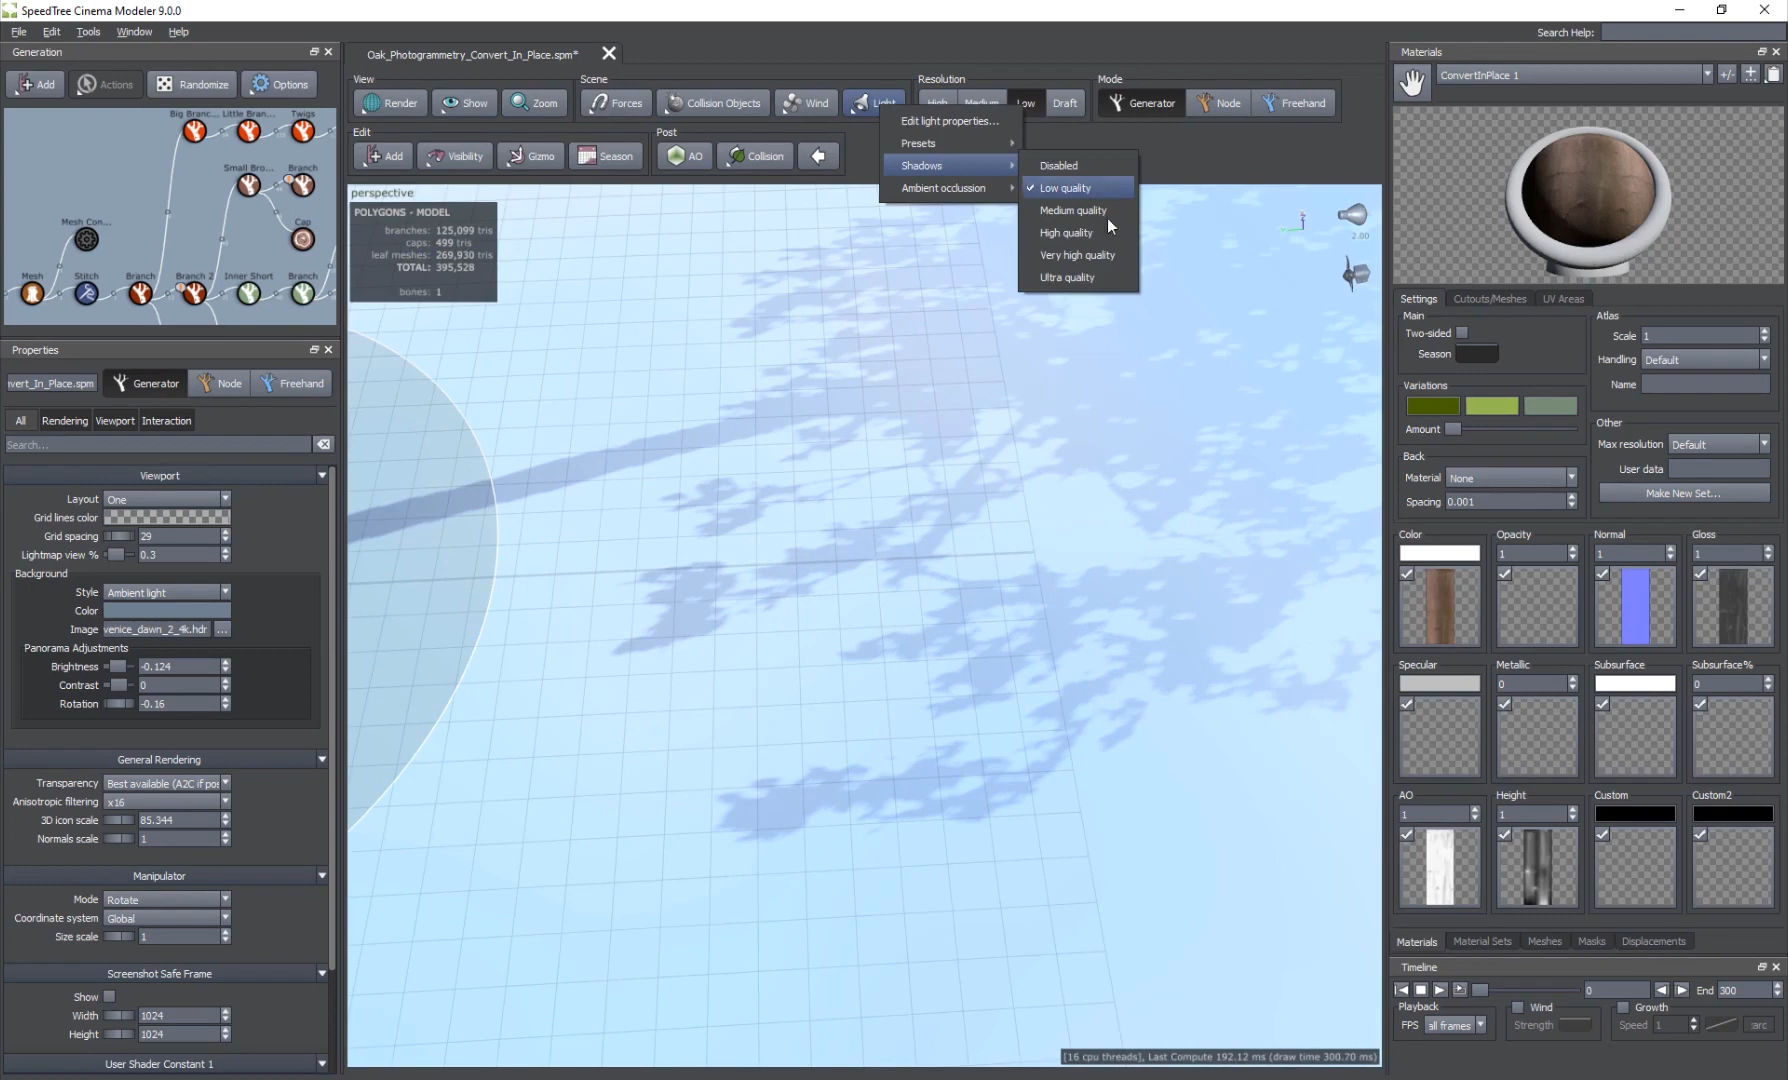 SpeedTree Cinema Modeler 9.0.0
File Edit Tools Window Help
Search Help:
Generation
Add Actions Randomize Options
Big Branc... Little Bran... Twigs
Small Bro... Branch
Mesh Con... Cap
Mesh Stitch Branch Branch 2 Inner Short Branch
Properties
vert_In_Place.spm Generator Node Freehand
All Rendering Viewport Interaction
Search...
Viewport
Layout One
Grid lines color
Grid spacing 29
Lightmap view % 0.3
Background
Style Ambient light
Color
Image venice_dawn_2_4k.hdr ...
Panorama Adjustments
Brightness -0.124
Contrast 0
Rotation -0.16
General Rendering
Transparency Best available (A2C if pos
Anisotropic filtering x16
3D icon scale 85.344
Normals scale 1
Manipulator
Mode Rotate
Coordinate system Global
Size scale 1
Screenshot Safe Frame
Show
Width 1024
Height 1024
User Shader Constant 1
Oak_Photogrammetry_Convert_In_Place.spm*
View Scene Resolution Mode
Render Show Zoom Forces Collision Objects Wind Light High Medium Low Draft Generator Node Freehand
Edit Post
Add Visibility Gizmo Season AO Collision
Edit light properties...
Presets
Shadows
Ambient occlussion
Disabled
Low quality
Medium quality
High quality
Very high quality
Ultra quality
perspective
POLYGONS - MODEL
branches: 125,099 tris
caps: 499 tris
leaf meshes: 269,930 tris
TOTAL: 395,528
bones: 1
2.00
[16 cpu threads], Last Compute 192.12 ms (draw time 300.70 ms)
Materials
ConvertInPlace 1 +/-
Settings Cutouts/Meshes UV Areas
Main
Two-sided
Season
Variations
Amount
Back
Material None
Spacing 0.001
Atlas
Scale 1
Handling Default
Name
Other
Max resolution Default
User data
Make New Set...
Color Opacity Normal Gloss
1 1 1
Specular Metallic Subsurface Subsurface%
0 0
AO Height Custom Custom2
1 1
Materials Material Sets Meshes Masks Displacements
Timeline
0 End 300
Playback Wind Growth
FPS all frames Strength Speed 1